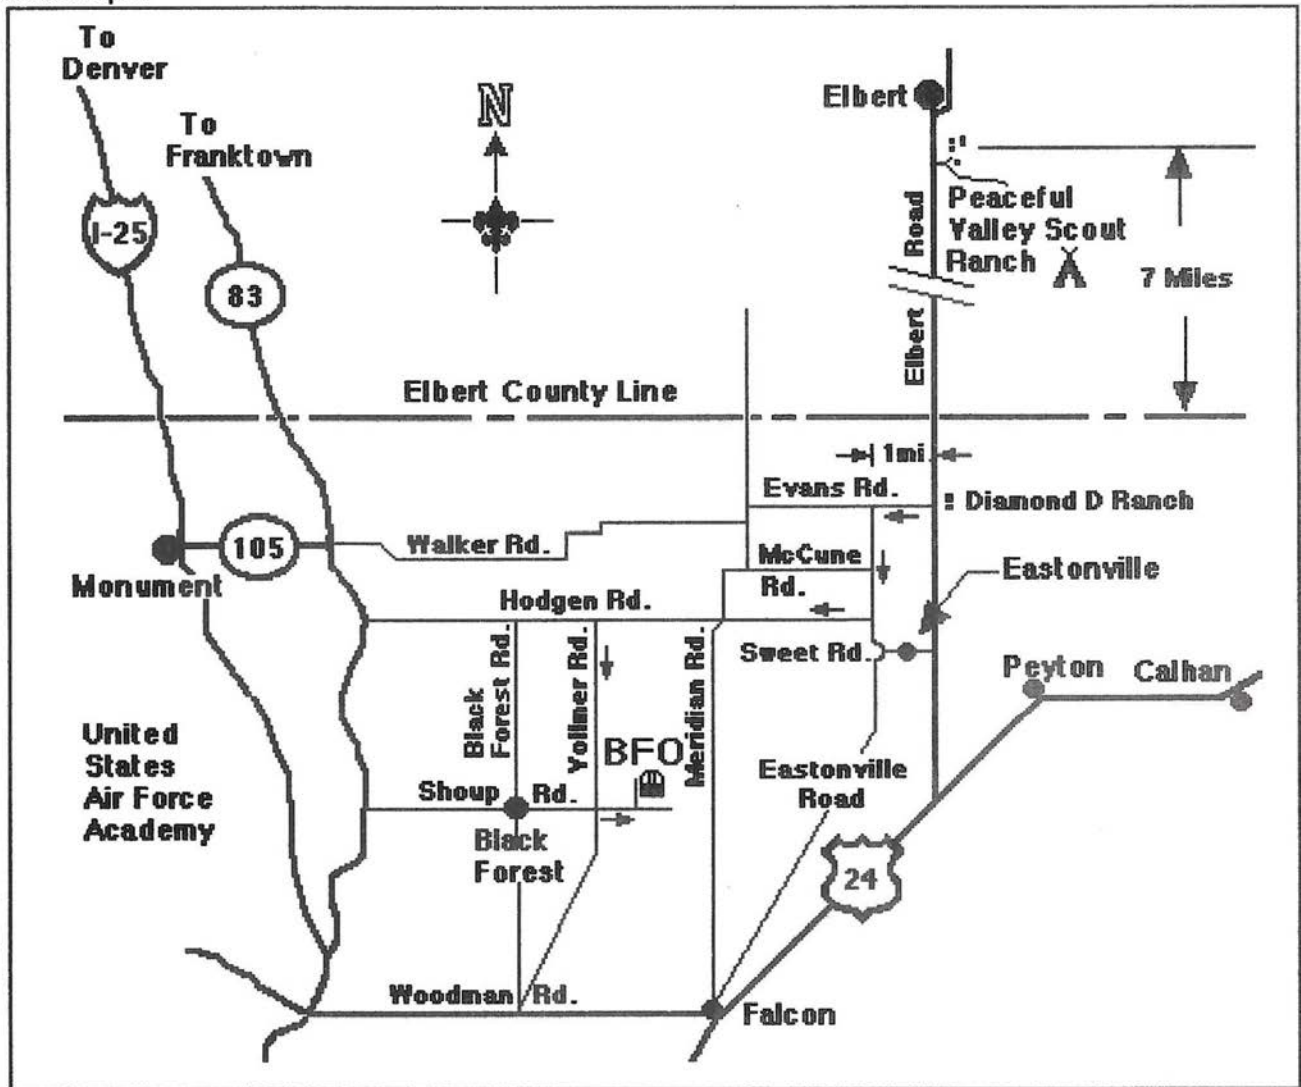 To
Denver
To
Franktown
N
Elbert
I-25
83
Peaceful
Valley Scout
Ranch
7 Miles
Elbert Road
Elbert County Line
1mi.
Evans Rd.
Diamond D Ranch
105
Walker Rd.
McCune
Rd.
Monument
Eastonville
Hodgen Rd.
Sweet Rd.
Peyton
Calhan
Black
Forest Rd.
Vollmer Rd.
Meridian Rd.
BFO
United
States
Air Force
Academy
Eastonville
Road
Shoup Rd.
Black
Forest
24
Woodman Rd.
Falcon